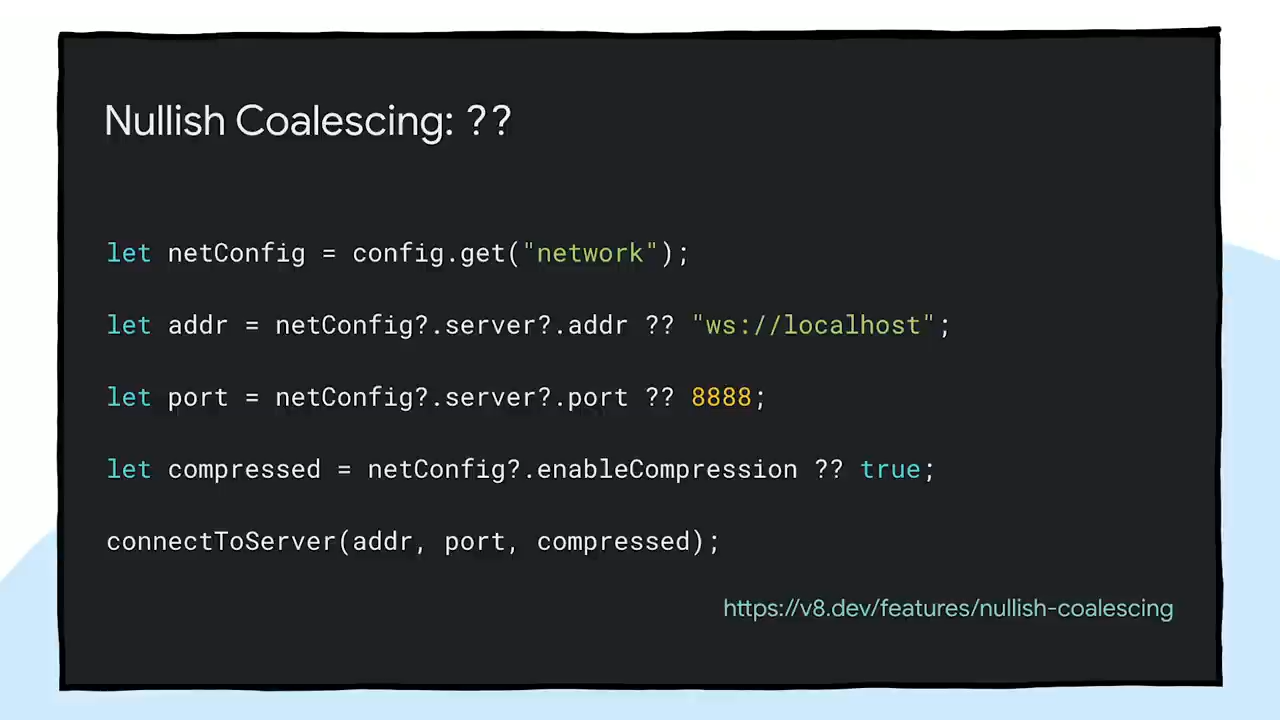 Nullish Coalescing: ??
let netConfig = config.get("network");
let addr = netConfig?.server?.addr ?? "ws://localhost";
let port = netConfig?.server?.port ?? 8888;
let compressed = netConfig?.enableCompression ?? true;
connectToServer(addr, port, compressed);
https://v8.dev/features/nullish-coalescing